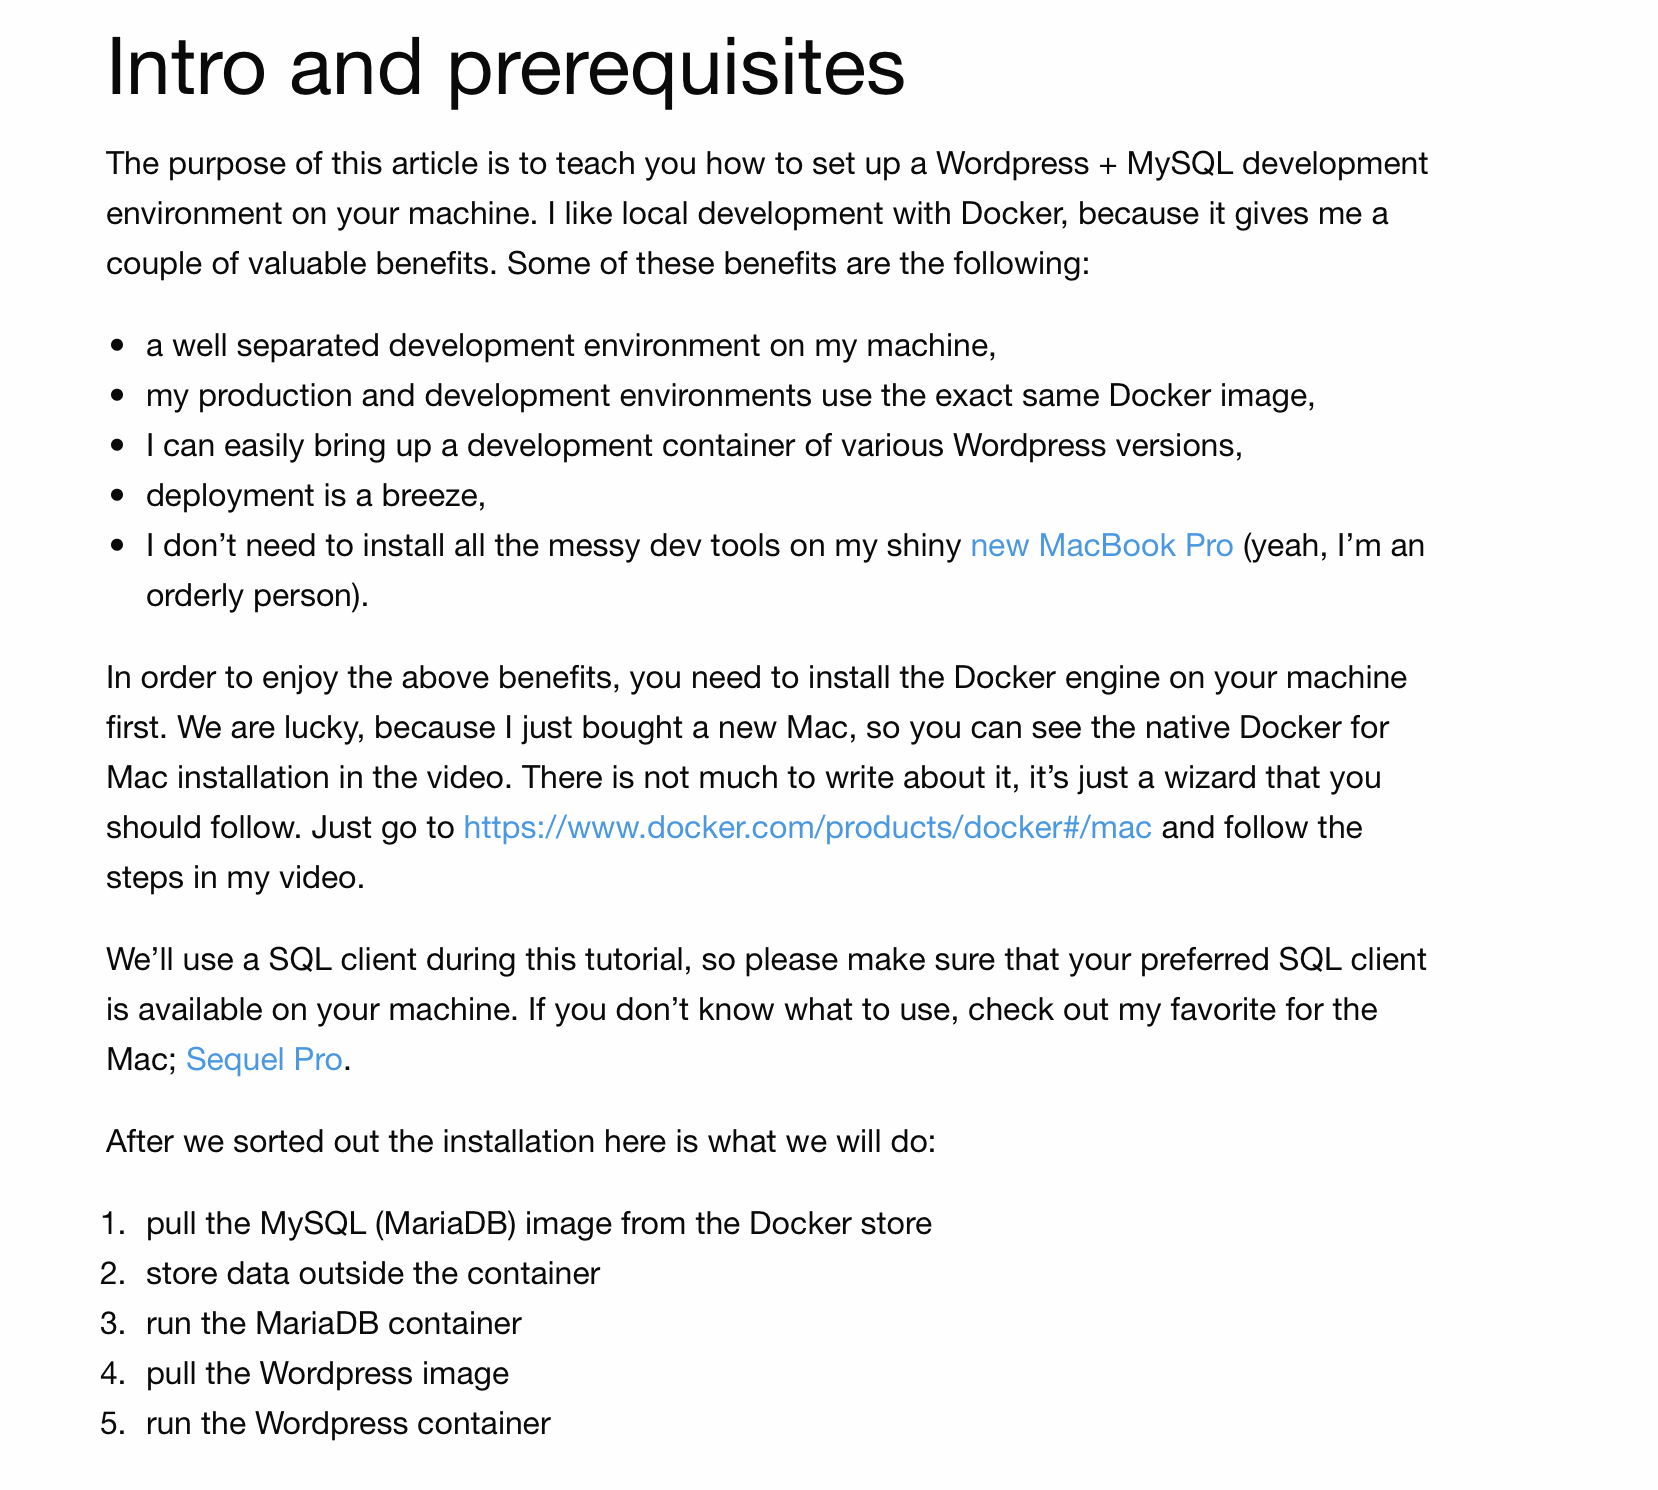 Intro and prerequisites
The purpose of this article is to teach you how to set up a Wordpress + MySQL development
environment on your machine. I like local development with Docker, because it gives me a
couple of valuable benefits. Some of these benefits are the following:
• a well separated development environment on my machine,
• my production and development environments use the exact same Docker image,
• I can easily bring up a development container of various Wordpress versions,
• deployment is a breeze,
• I don’t need to install all the messy dev tools on my shiny new MacBook Pro (yeah, I’m an
orderly person).
In order to enjoy the above benefits, you need to install the Docker engine on your machine
first. We are lucky, because I just bought a new Mac, so you can see the native Docker for
Mac installation in the video. There is not much to write about it, it’s just a wizard that you
should follow. Just go to https://www.docker.com/products/docker#/mac and follow the
steps in my video.
We’ll use a SQL client during this tutorial, so please make sure that your preferred SQL client
is available on your machine. If you don’t know what to use, check out my favorite for the
Mac; Sequel Pro.
After we sorted out the installation here is what we will do:
1. pull the MySQL (MariaDB) image from the Docker store
2. store data outside the container
3. run the MariaDB container
4. pull the Wordpress image
5. run the Wordpress container